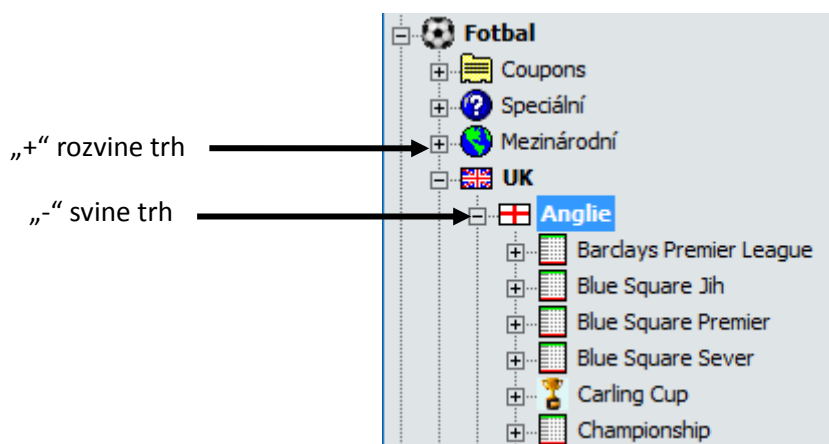 Fotbal
Coupons
Speciální
„+“ rozvine trh
Mezinárodní
UK
„-“ svine trh
Anglie
Barclays Premier League
Blue Square Jih
Blue Square Premier
Blue Square Sever
Carling Cup
Championship